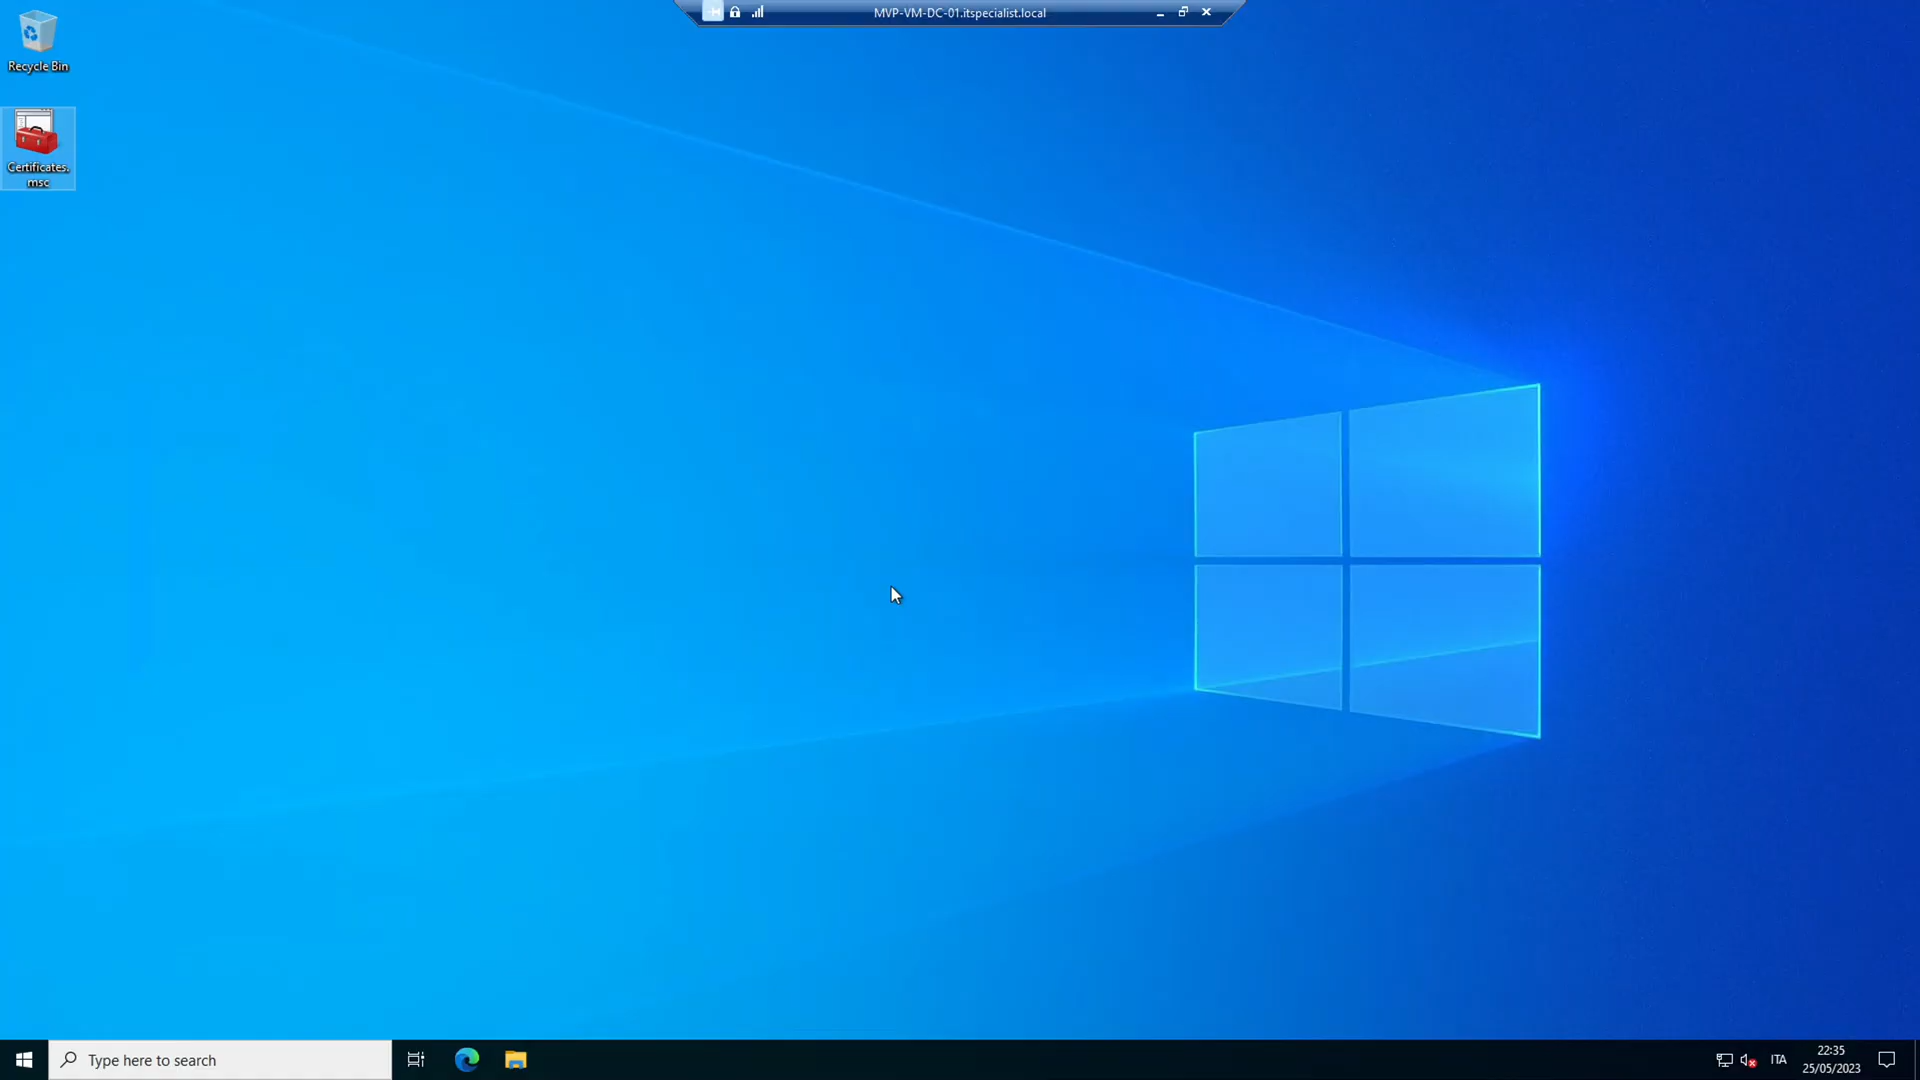 MVP-VM-DC-01.itspecialist.local
Recycle Bin
Certificates.
msc
Type here to search
ITA
22:35
25/05/2023